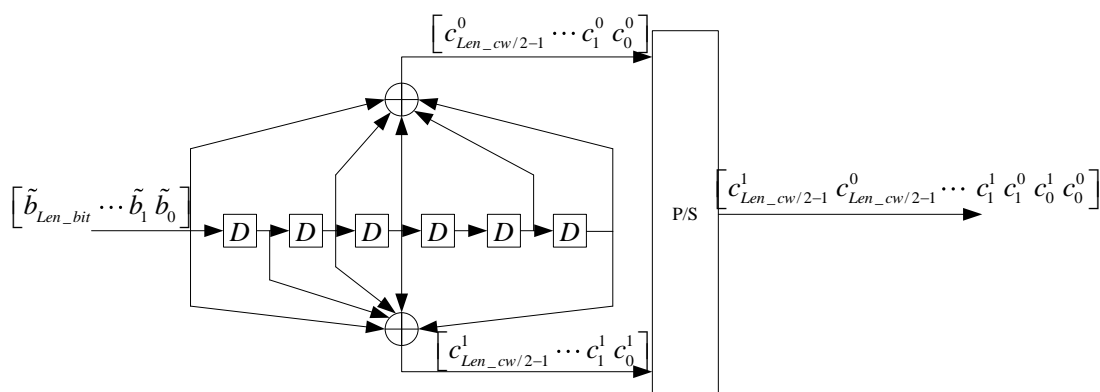 [c^0_{Len_cw/2-1} ⋯ c^0_1 c^0_0]
[b̃_{Len_bit} ⋯ b̃_1 b̃_0]
D D D D D D
P/S
[c^1_{Len_cw/2-1} c^0_{Len_cw/2-1} ⋯ c^1_1 c^0_1 c^1_0 c^0_0]
[c^1_{Len_cw/2-1} ⋯ c^1_1 c^1_0]